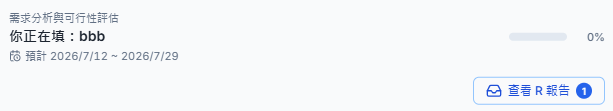 需求分析與可行性評估
你正在填：bbb
0%
預計 2026/7/12 ~ 2026/7/29
查看 R 報告 1